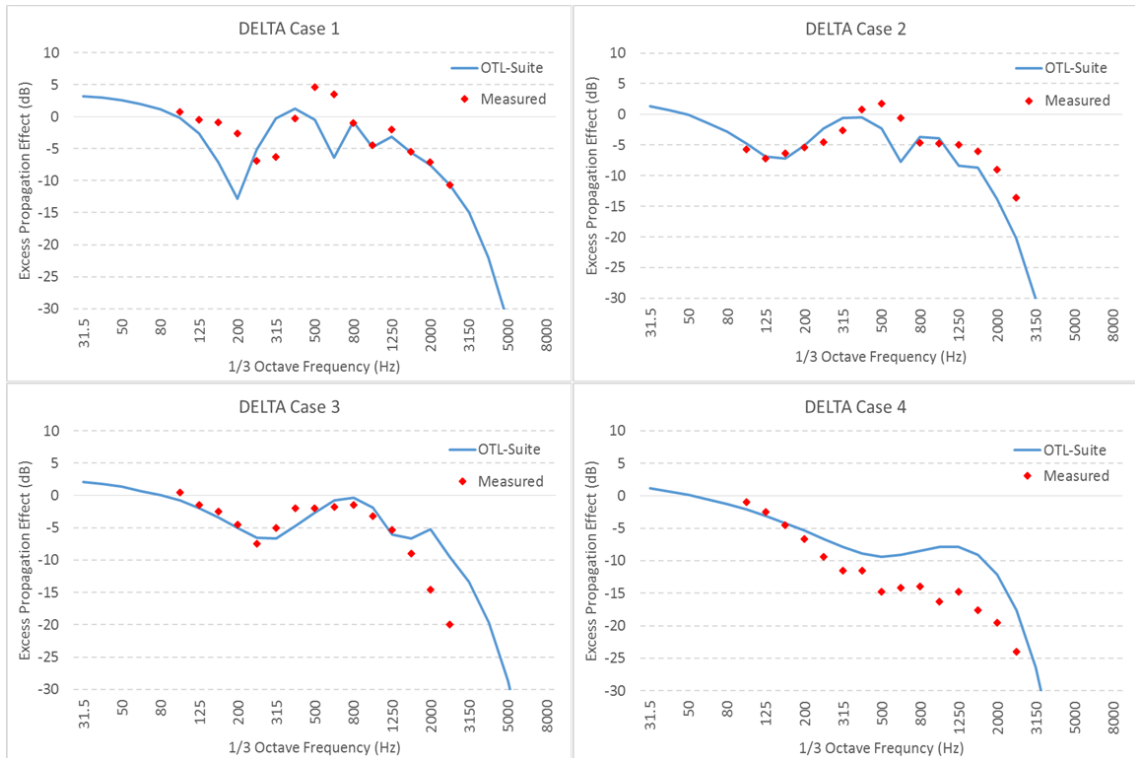 DELTA Case 1
Excess Propagation Effect (dB)
10
5
0
-5
-10
-15
-20
-25
-30
OTL-Suite
Measured
31.5 50 80 125 200 315 500 800 1250 2000 3150 5000 8000
1/3 Octave Frequency (Hz)
DELTA Case 2
Excess Propagation Effect (dB)
10
5
0
-5
-10
-15
-20
-25
-30
OTL-Suite
Measured
31.5 50 80 125 200 315 500 800 1250 2000 3150 5000 8000
1/3 Octave Frequency (Hz)
DELTA Case 3
Excess Propagation Effect (dB)
10
5
0
-5
-10
-15
-20
-25
-30
OTL-Suite
Measured
31.5 50 80 125 200 315 500 800 1250 2000 3150 5000 8000
1/3 Octave Frequency (Hz)
DELTA Case 4
Excess Propagation Effect (dB)
10
5
0
-5
-10
-15
-20
-25
-30
OTL-Suite
Measured
31.5 50 80 125 200 315 500 800 1250 2000 3150 5000 8000
1/3 Octave Frequuncy (Hz)